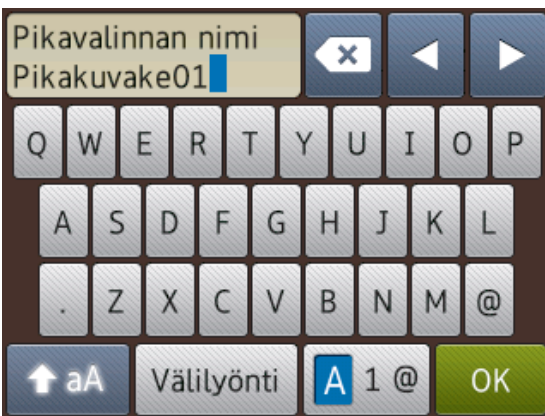 Pikavalinnan nimi
Pikakuvake01
Q W E R T Y U I O P
A S D F G H J K L
. Z X C V B N M @
aA Välilyönti A 1 @ OK